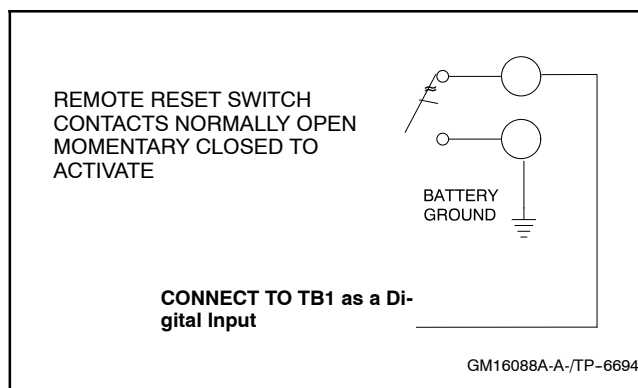 REMOTE RESET SWITCH
CONTACTS NORMALLY OPEN
MOMENTARY CLOSED TO
ACTIVATE
BATTERY
GROUND
CONNECT TO TB1 as a Di-
gital Input
GM16088A-A-/TP-6694